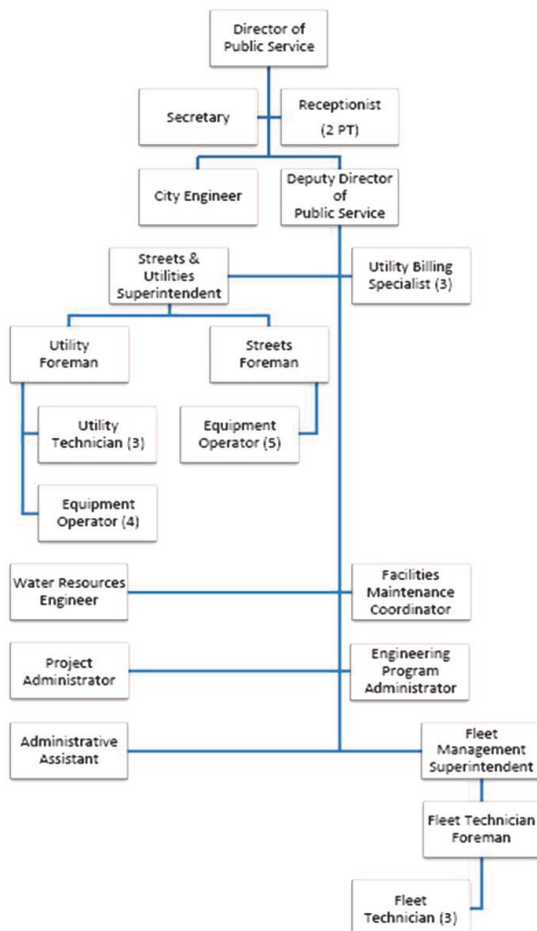 Director of
Public Service
Secretary
Receptionist
(2 PT)
City Engineer
Deputy Director
of
Public Service
Streets &
Utilities
Superintendent
Utility Billing
Specialist (3)
Utility
Foreman
Streets
Foreman
Utility
Technician (3)
Equipment
Operator (5)
Equipment
Operator (4)
Water Resources
Engineer
Facilities
Maintenance
Coordinator
Project
Administrator
Engineering
Program
Administrator
Administrative
Assistant
Fleet
Management
Superintendent
Fleet Technician
Foreman
Fleet
Technician (3)